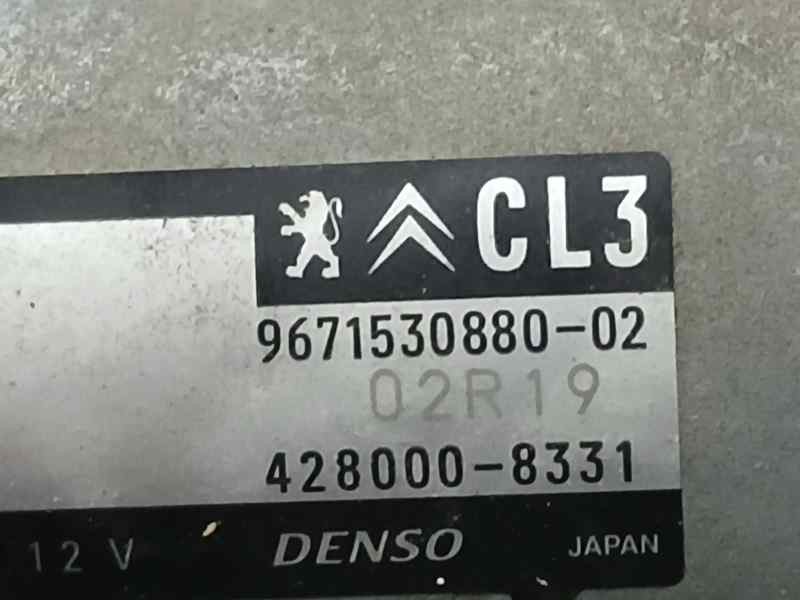 CL3
9671530880-02
02R19
428000-8331
12V DENSO JAPAN